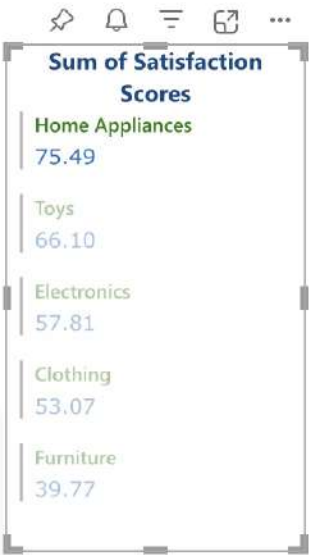 Sum of Satisfaction
Scores
Home Appliances
75.49
Toys
66.10
Electronics
57.81
Clothing
53.07
Furniture
39.77